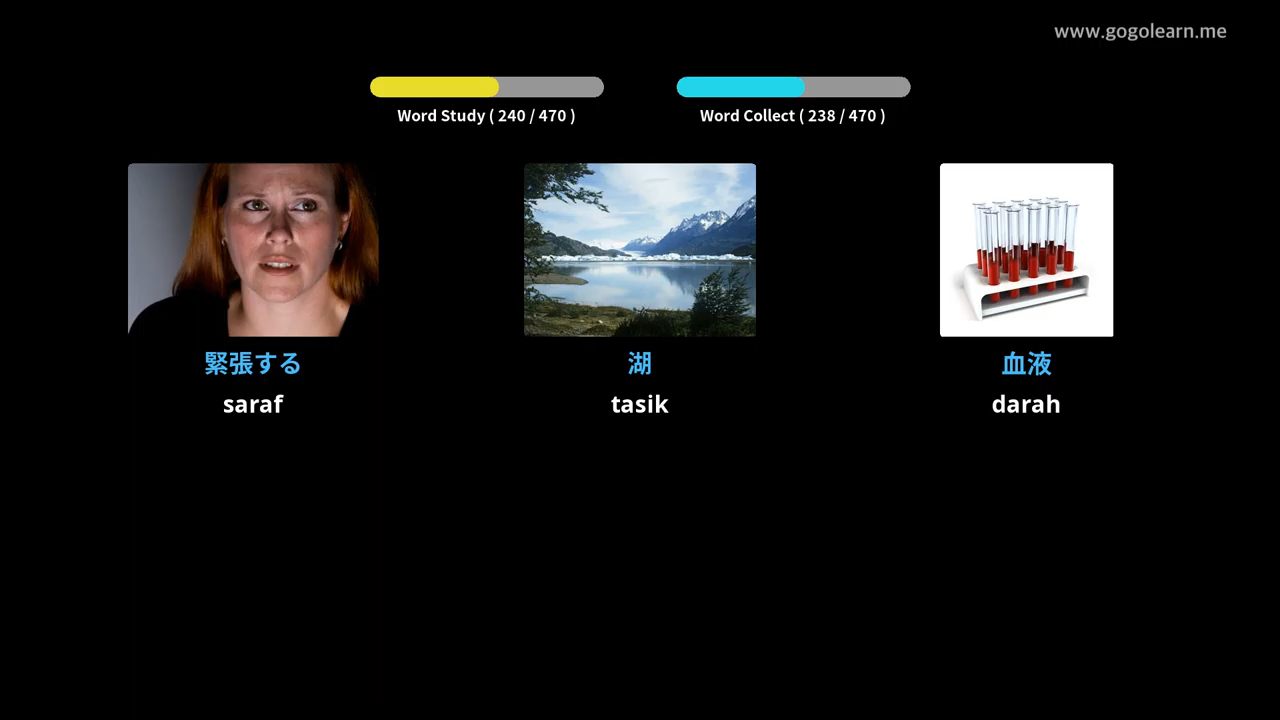 www.gogolearn.me
Word Study ( 240 / 470 )
Word Collect ( 238 / 470 )
緊張する
saraf
湖
tasik
血液
darah